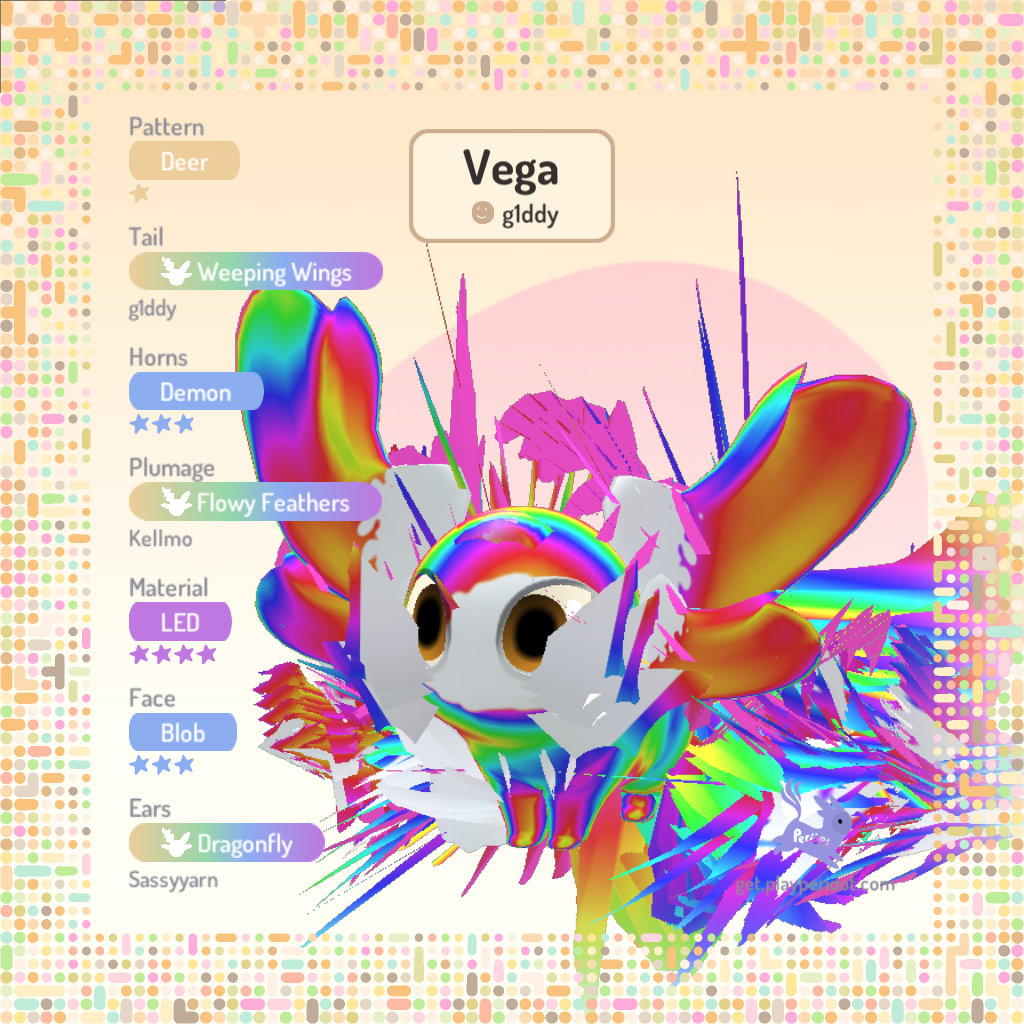 Vega
g1ddy
Pattern
Deer
Tail
Weeping Wings
g1ddy
Horns
Demon
Plumage
Flowy Feathers
Kellmo
Material
LED
Face
Blob
Ears
Dragonfly
Sassyyarn
Peridot
get.playperidot.com